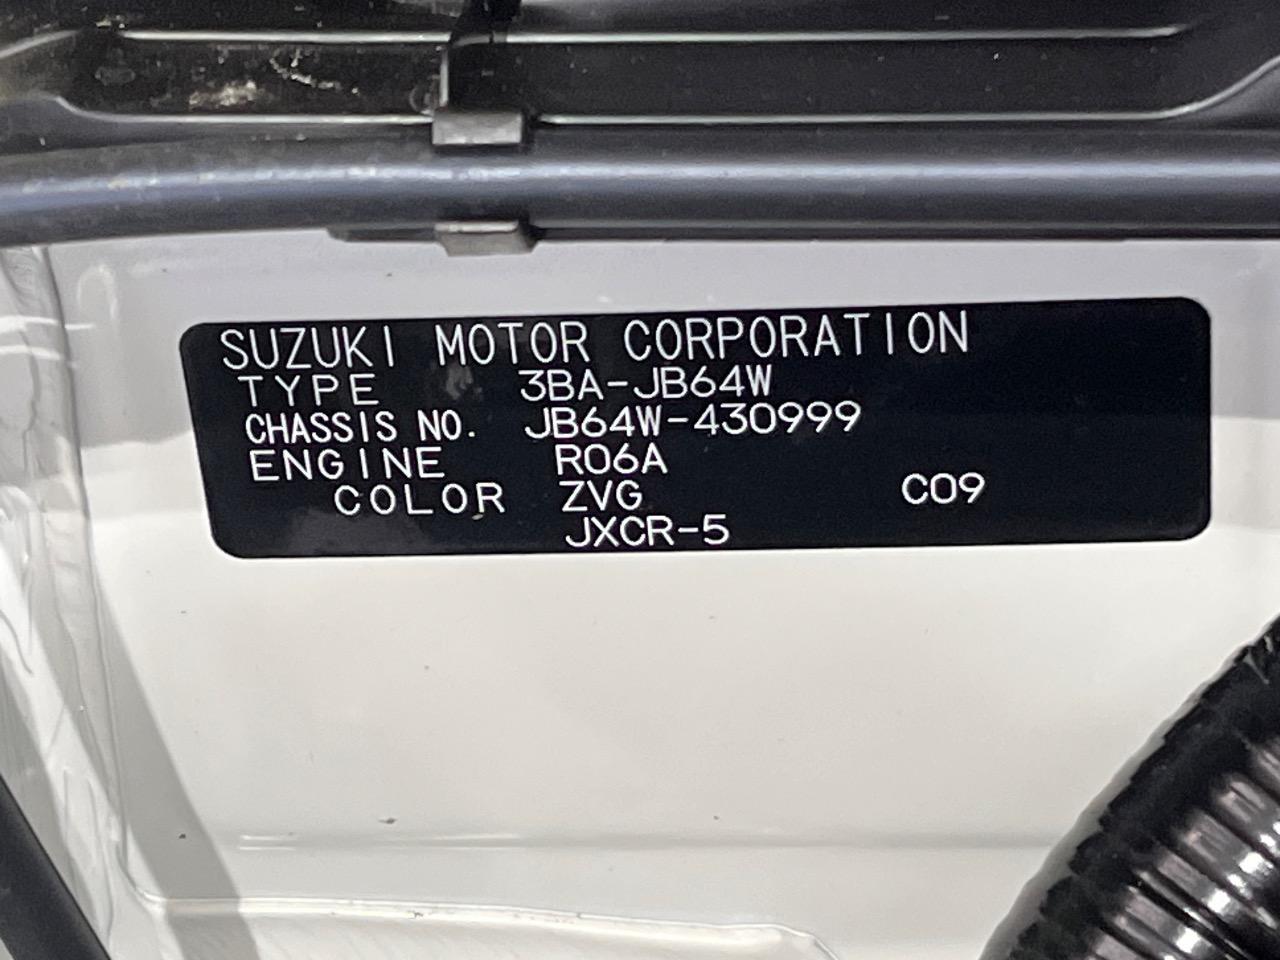 SUZUKI MOTOR CORPORATION
TYPE 3BA-JB64W
CHASSIS NO. JB64W-430999
ENGINE R06A
COLOR ZVG C09
JXCR-5